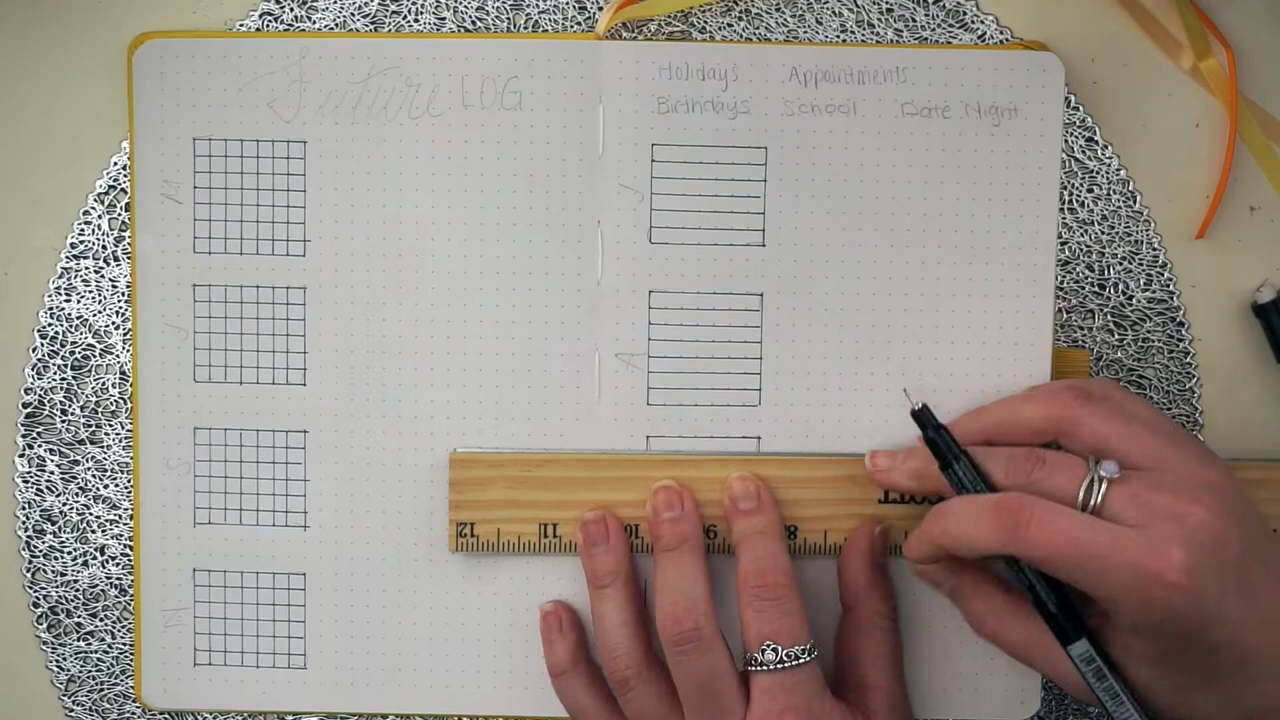 Future LOG
M
J
S
N
Holidays Appointments
Birthdays School Date Night
J
A
12 11 10 9 8